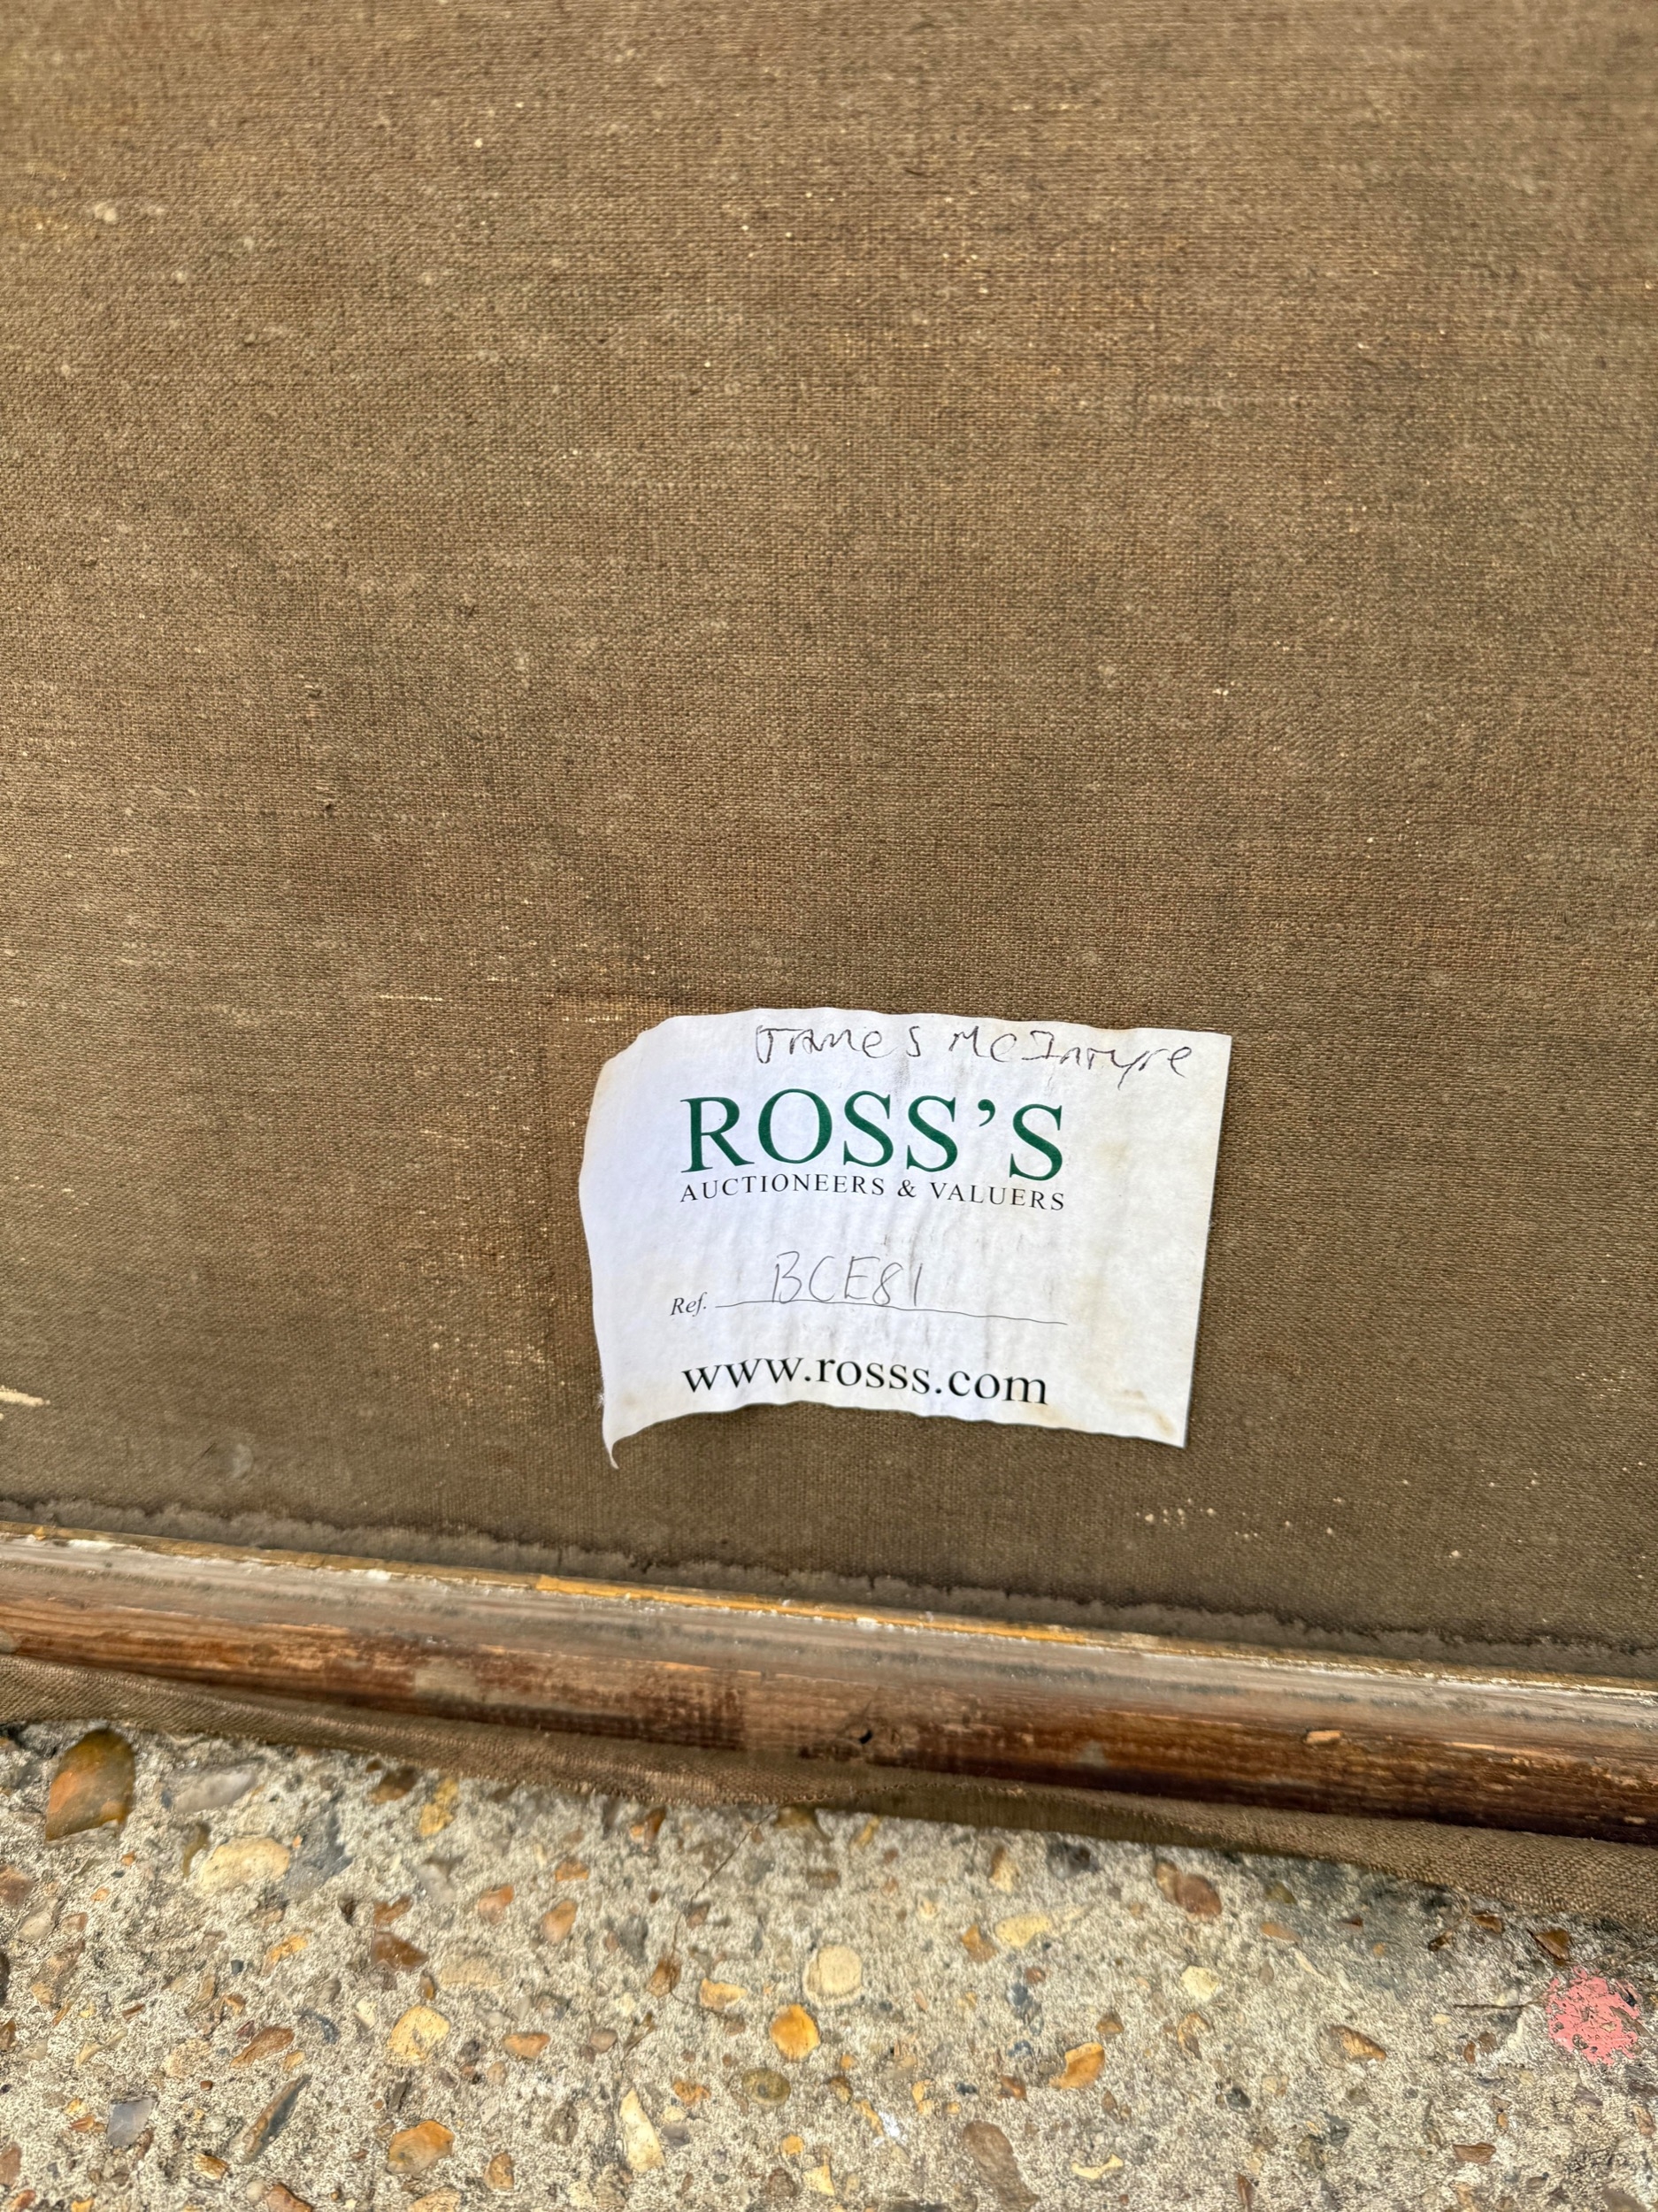 James McIntyre
ROSS'S
AUCTIONEERS & VALUERS
Ref. BCE81
www.rosss.com